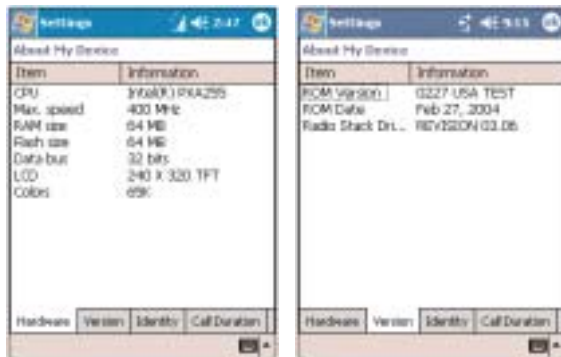 Settings 2:47 ok
About My Device
Item Information
CPU Intel(R) PXA255
Max. speed 400 MHz
RAM size 64 MB
Flash size 64 MB
Data bus 32 bits
LCD 240 X 320 TFT
Colors 65K
Hardware Version Identity Call Duration
Settings 9:15 ok
About My Device
Item Information
ROM Version 0227 USA TEST
ROM Date Feb 27, 2004
Radio Stack Dri... REVISION 03.06
Hardware Version Identity Call Duration